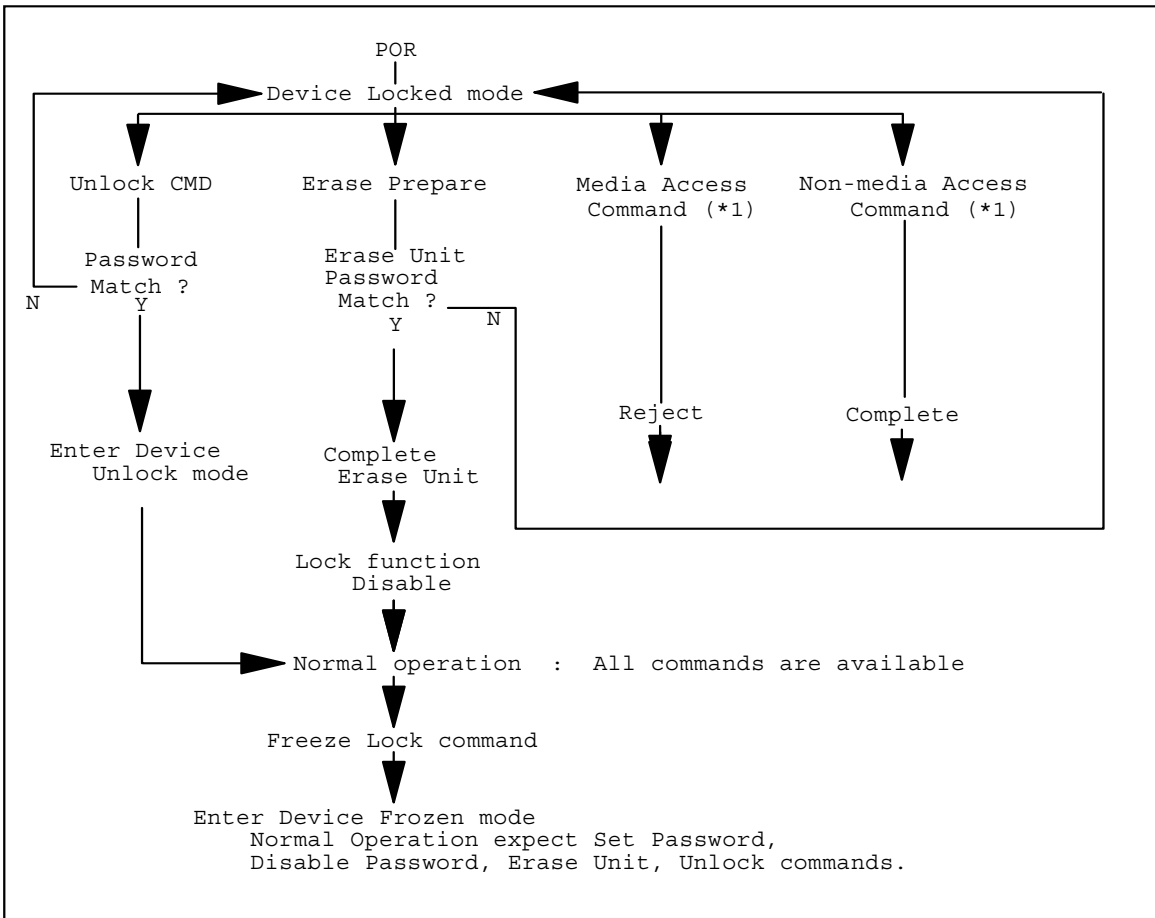 POR
Device Locked mode
Unlock CMD
Erase Prepare
Media Access
Command (*1)
Non-media Access
Command (*1)
Password
Match ?
N
Y
Erase Unit
Password
Match ?
Y
N
Reject
Complete
Enter Device
Unlock mode
Complete
Erase Unit
Lock function
Disable
Normal operation : All commands are available
Freeze Lock command
Enter Device Frozen mode
Normal Operation expect Set Password,
Disable Password, Erase Unit, Unlock commands.